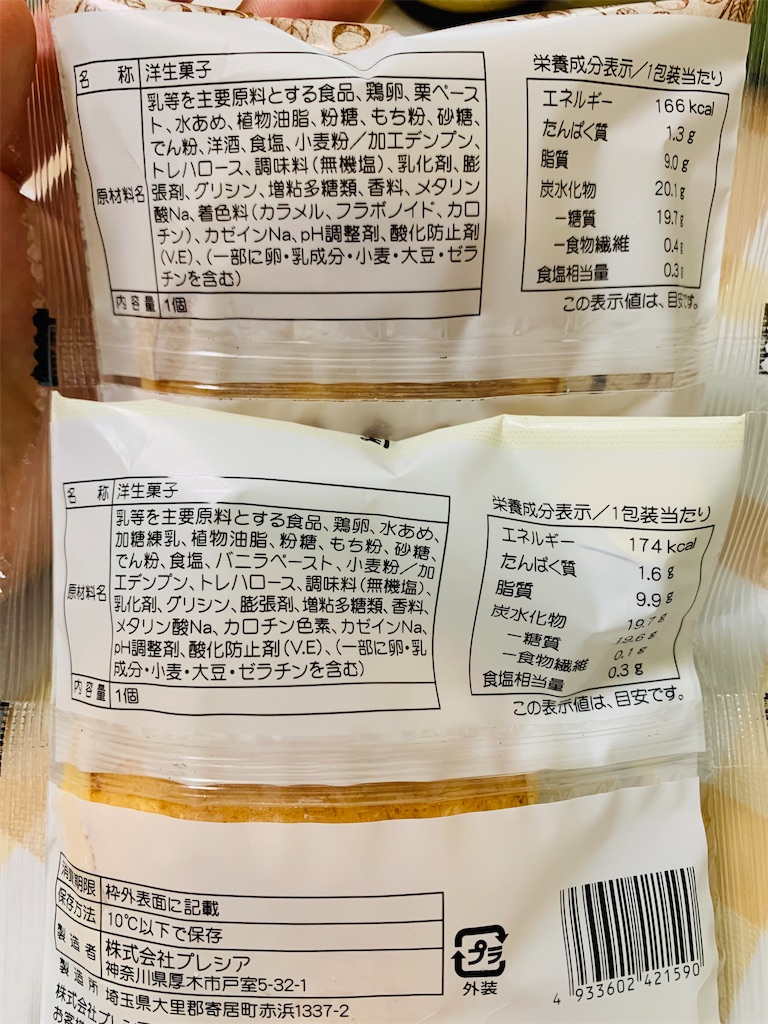 名 称 洋生菓子
原材料名
乳等を主要原料とする食品、鶏卵、栗ペース
ト、水あめ、植物油脂、粉糖、もち粉、砂糖、
でん粉、洋酒、食塩、小麦粉/加工デンプン、
トレハロース、調味料(無機塩)、乳化剤、膨
張剤、グリシン、増粘多糖類、香料、メタリン
酸Na、着色料(カラメル、フラボノイド、カロ
チン)、カゼインNa、pH調整剤、酸化防止剤
(V.E)、(一部に卵・乳成分・小麦・大豆・ゼラ
チンを含む)
内容量 1個
栄養成分表示/1包装当たり
エネルギー 166 kcal
たんぱく質 1.3g
脂質 9.0g
炭水化物 20.1g
-糖質 19.7g
-食物繊維 0.4g
食塩相当量 0.3g
この表示値は、目安です。
名 称 洋生菓子
原材料名
乳等を主要原料とする食品、鶏卵、水あめ、
加糖練乳、植物油脂、粉糖、もち粉、砂糖、
でん粉、食塩、バニラペースト、小麦粉/加
工デンプン、トレハロース、調味料(無機塩)、
乳化剤、グリシン、膨張剤、増粘多糖類、香料、
メタリン酸Na、カロチン色素、カゼインNa、
pH調整剤、酸化防止剤(V.E)、(一部に卵・乳
成分・小麦・大豆・ゼラチンを含む)
内容量 1個
栄養成分表示/1包装当たり
エネルギー 174 kcal
たんぱく質 1.6g
脂質 9.9g
炭水化物 19.7g
-糖質 19.6g
-食物繊維 0.1g
食塩相当量 0.3g
この表示値は、目安です。
消費期限 枠外表面に記載
保存方法 10℃以下で保存
製造者 株式会社プレシア
神奈川県厚木市戸室5-32-1
製造所 埼玉県大里郡寄居町赤浜1337-2
株式会社プレシ
お客様
プラ
外装
4 933602 421590